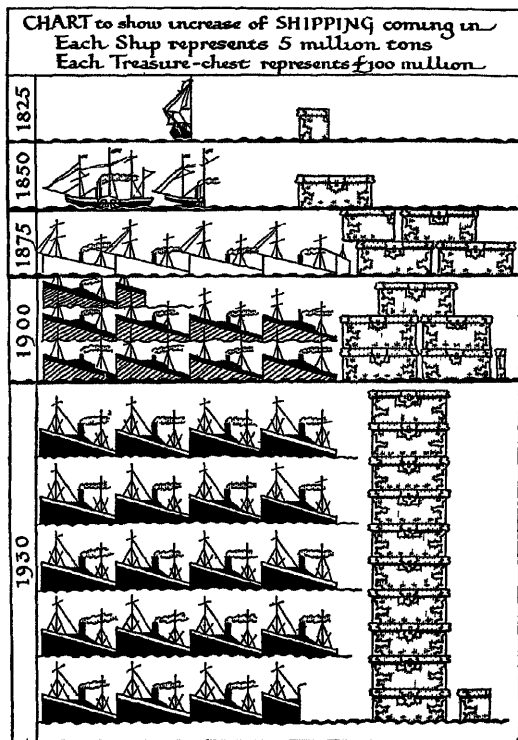 CHART to show increase of SHIPPING coming in
Each Ship represents 5 million tons
Each Treasure-chest represents £100 million
1825
1850
1875
1900
1930